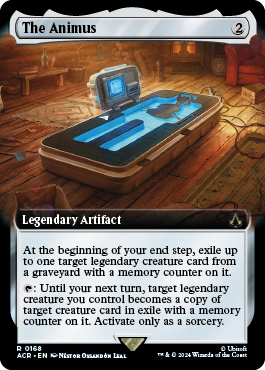 The Animus 2
Legendary Artifact
At the beginning of your end step, exile up
to one target legendary creature card from
a graveyard with a memory counter on it.
: Until your next turn, target legendary
creature you control becomes a copy of
target creature card in exile with a memory
counter on it. Activate only as a sorcery.
R 0168 © Ubisoft
ACR • EN Néstor Ossandón Leal ™ & © 2024 Wizards of the Coast